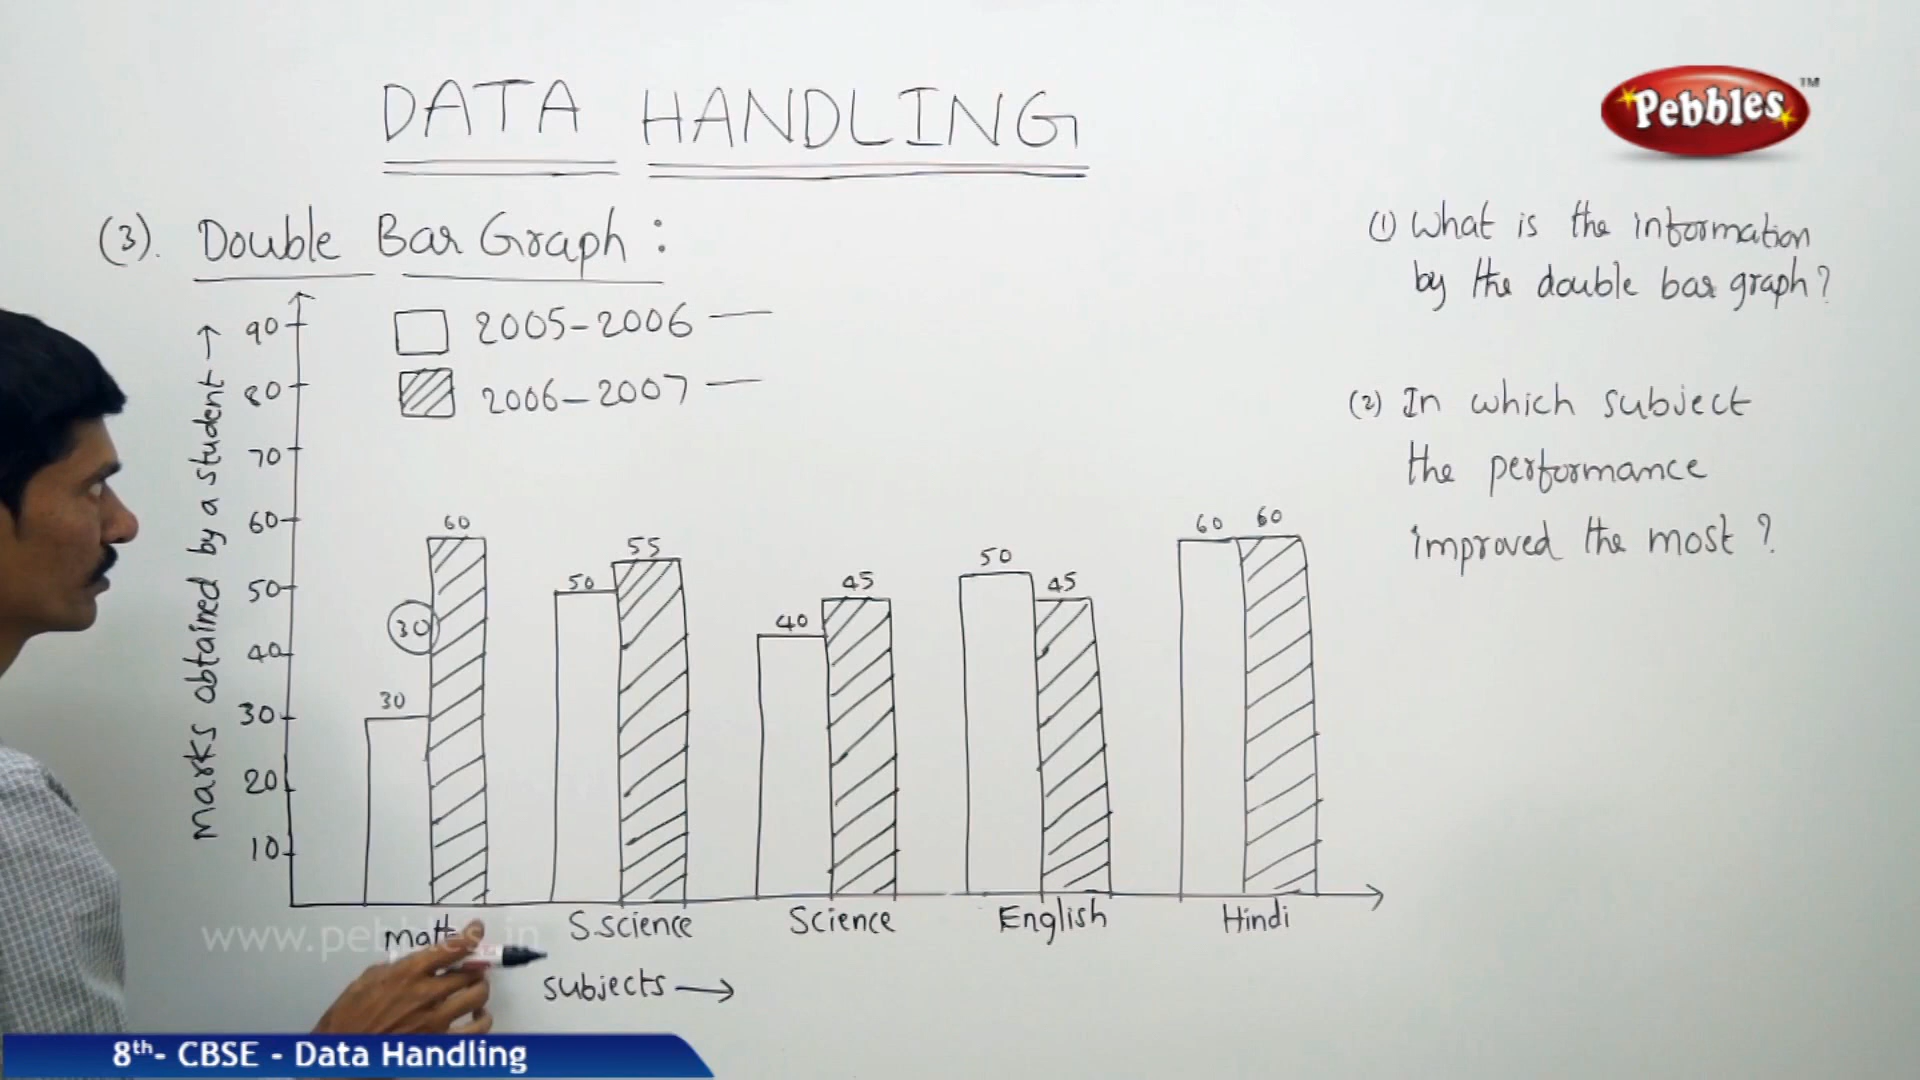 DATA HANDLING
Pebbles™
(3). Double Bar Graph:
2005-2006
2006-2007
marks obtained by a student →
90
80
70
60
50
40
30
20
10
30
30
60
50
55
40
45
50
45
60
60
S.science
Science
English
Hindi
subjects →
(1) What is the information
by the double bar graph?
(2) In which subject
the performance
improved the most?
www.pebbles.in
8th- CBSE - Data Handling